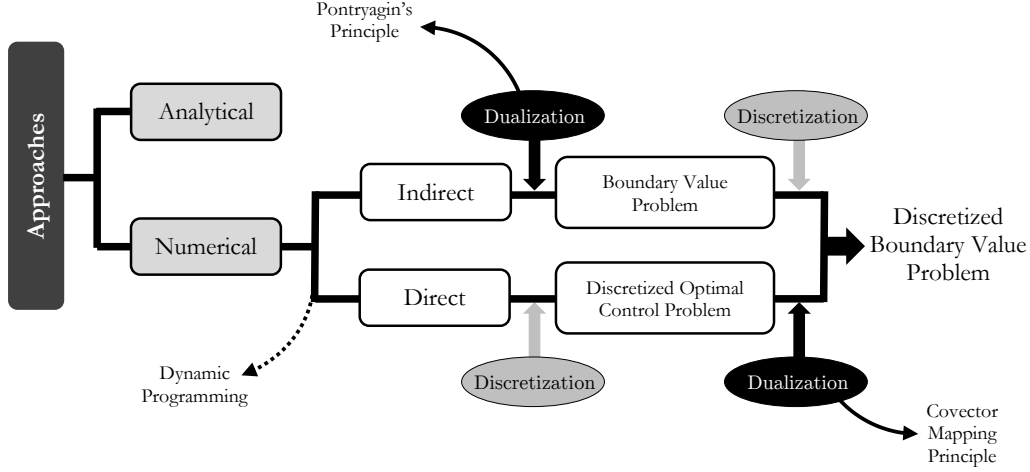 Pontryagin's
Principle
Approaches
Analytical
Dualization
Discretization
Indirect
Boundary Value
Problem
Numerical
Discretized
Boundary Value
Problem
Direct
Discretized Optimal
Control Problem
Dynamic
Programming
Discretization
Dualization
Covector
Mapping
Principle